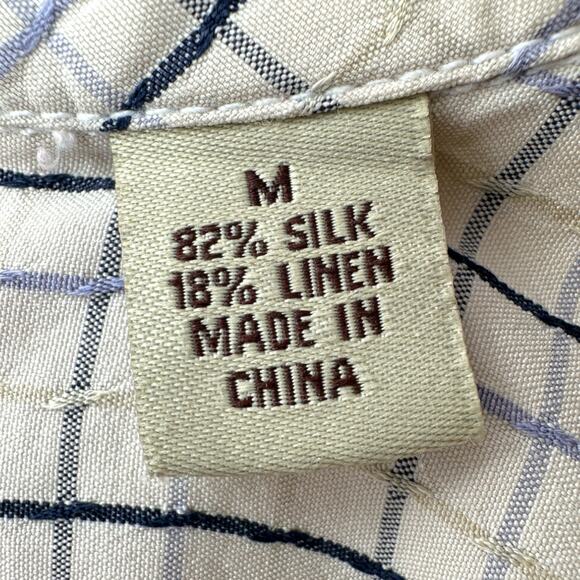 M
82% SILK
18% LINEN
MADE IN
CHINA